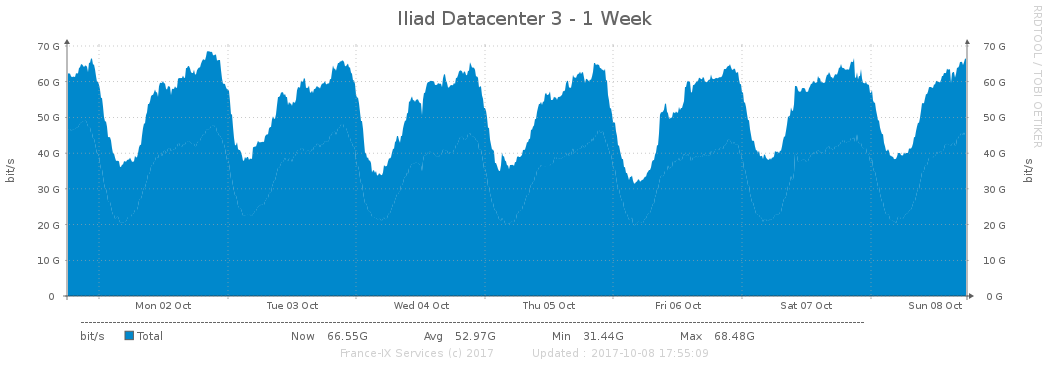 Iliad Datacenter 3 - 1 Week
RRDTOOL / TOBI OETIKER
bit/s
70 G 70 G
60 G 60 G
50 G 50 G
40 G 40 G
30 G 30 G
20 G 20 G
10 G 10 G
0 0 G
bit/s
Mon 02 Oct Tue 03 Oct Wed 04 Oct Thu 05 Oct Fri 06 Oct Sat 07 Oct Sun 08 Oct
bit/s Total Now 66.55G Avg 52.97G Min 31.44G Max 68.48G
France-IX Services (c) 2017 Updated : 2017-10-08 17:55:09